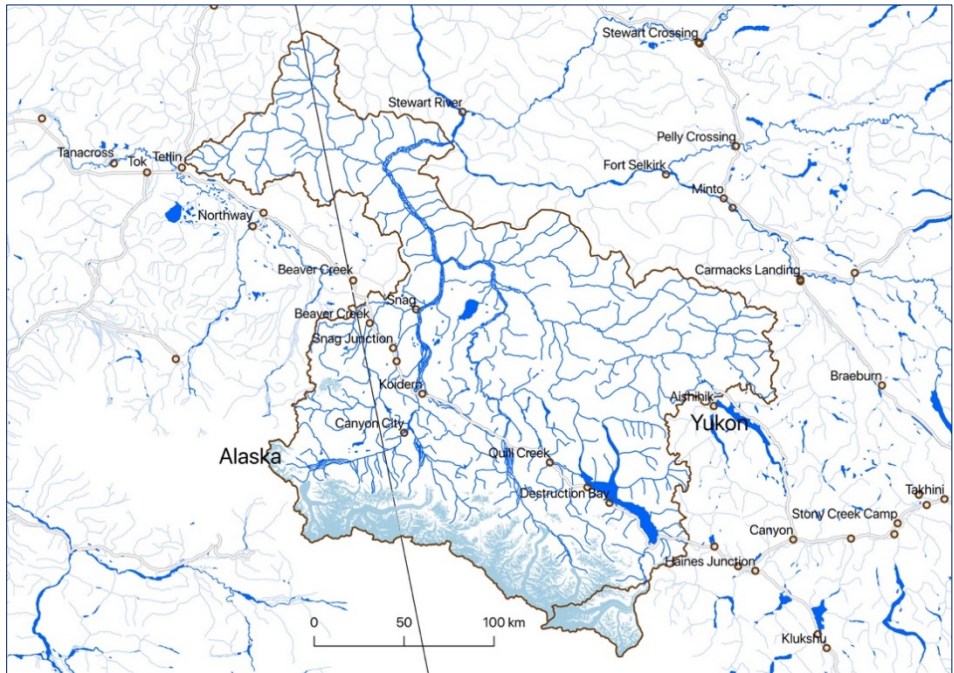 Stewart Crossing
Stewart River
Pelly Crossing
Tanacross
Tok
Tetlin
Fort Selkirk
Minto
Northway
Beaver Creek
Carmacks Landing
Snag
Beaver Creek
Snag Junction
Braeburn
Koidern
Aishihik
Canyon City
Yukon
Alaska
Quill Creek
Destruction Bay
Takhini
Stony Creek Camp
Canyon
Haines Junction
0 50 100 km
Klukshu